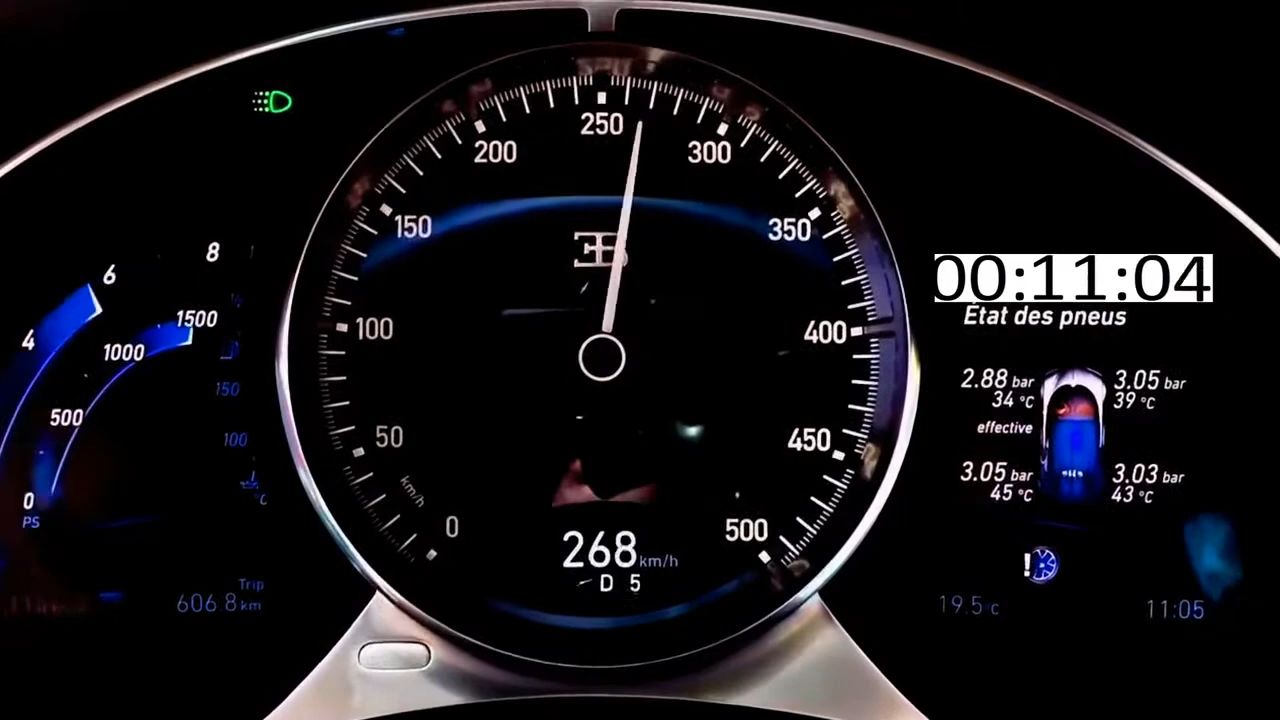 250
200
300
150
350
8
6
00:11:04
1500
État des pneus
4
100
400
1000
2.88 bar
3.05 bar
150
34 °C
39 °C
500
effective
100
50
450
3.05 bar
3.03 bar
45 °C
43 °C
km/h
0
PS
°C
0
500
268 km/h
D 5
Trip
606.8 km
19.5 °C
11:05